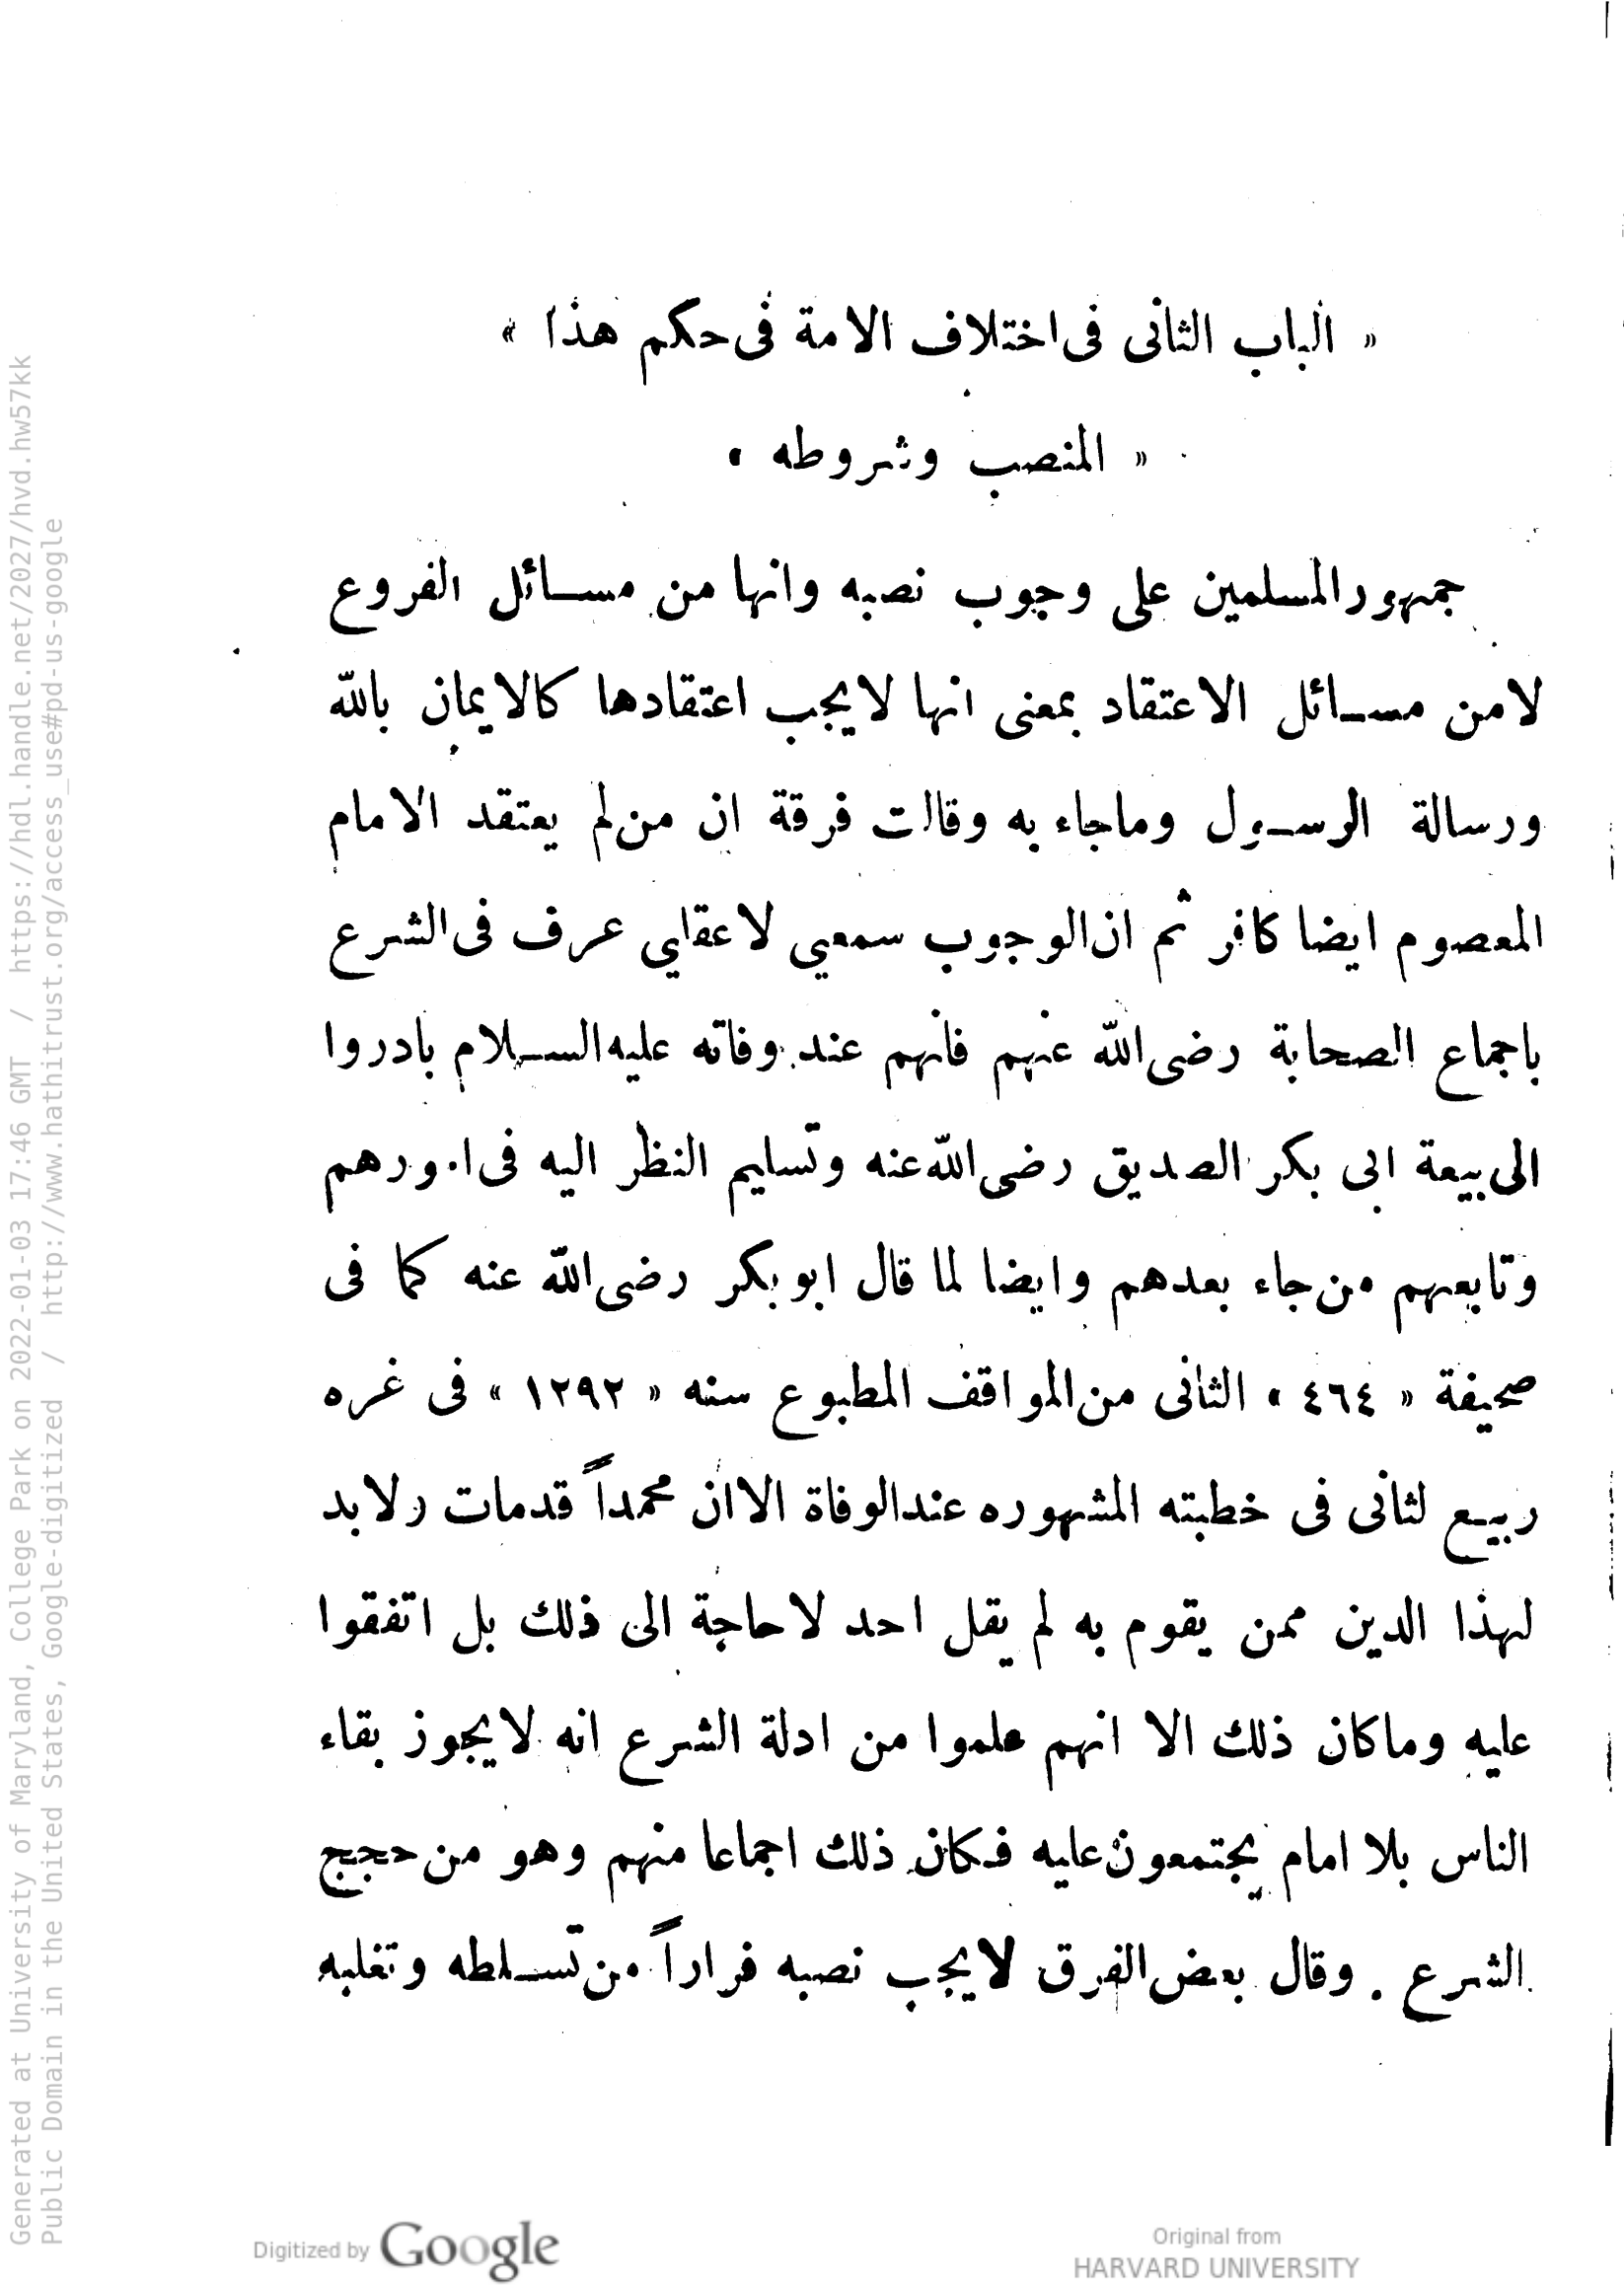 « الباب الثانى فى اختلاف الامة فى حكم هذا »
« المنصب وشروطه »
جمهور المسلمين على وجوب نصبه وانها من مسائل الفروع
لا من مسائل الاعتقاد بمعنى انها لا يجب اعتقادها كالايمان بالله
ورسالة الرسول وما جاء به وقالت فرقة ان من لم يعتقد الامام
المعصوم ايضا كافر ثم ان الوجوب سمعي لا عقلي عرف فى الشرع
باجماع الصحابة رضى الله عنهم فأنهم عند وفاته عليه السلام بادروا
الى بيعة ابى بكر الصديق رضى الله عنه وتسليم النظر اليه فى امورهم
وتابعهم من جاء بعدهم وايضا لما قال ابو بكر رضى الله عنه كما فى
صحيفة « ٤٦٤ » الثانى من المواقف المطبوع سنه « ١٢٩٢ » فى غره
ربيع لثانى فى خطبته المشهوره عند الوفاة الا ان محمداً قدمات ولابد
لهذا الدين ممن يقوم به لم يقل احد لا حاجة الى ذلك بل اتفقوا
عليه وما كان ذلك الا انهم علموا من ادلة الشرع انه لا يجوز بقاء
الناس بلا امام يجتمعون عليه فكان ذلك اجماعا منهم وهو من حجج
الشرع . وقال بعض الفرق لا يجب نصبه فراراً من تسلطه وتغلبه
Generated at University of Maryland, College Park on 2022-01-03 17:46 GMT / https://hdl.handle.net/2027/hvd.hw57kk
Public Domain in the United States, Google-digitized / http://www.hathitrust.org/access_use#pd-us-google
Digitized by Google
Original from
HARVARD UNIVERSITY